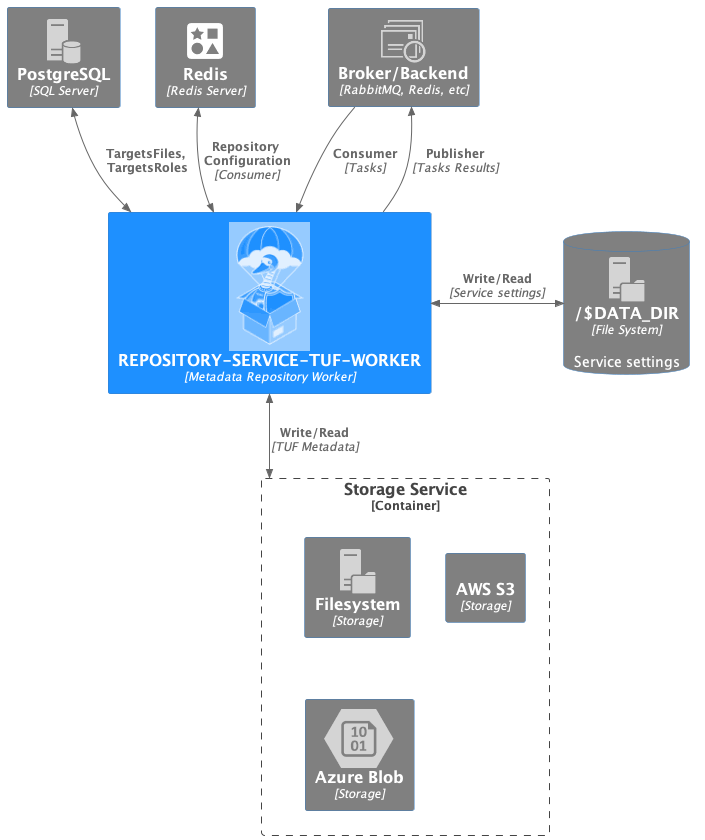 PostgreSQL
[SQL Server]
Redis
[Redis Server]
Broker/Backend
[RabbitMQ, Redis, etc]
TargetsFiles,
TargetsRoles
Repository
Configuration
[Consumer]
Consumer
[Tasks]
Publisher
[Tasks Results]
REPOSITORY-SERVICE-TUF-WORKER
[Metadata Repository Worker]
Write/Read
[Service settings]
/$DATA_DIR
[File System]
Service settings
Write/Read
[TUF Metadata]
Storage Service
[Container]
Filesystem
[Storage]
AWS S3
[Storage]
10
01
Azure Blob
[Storage]